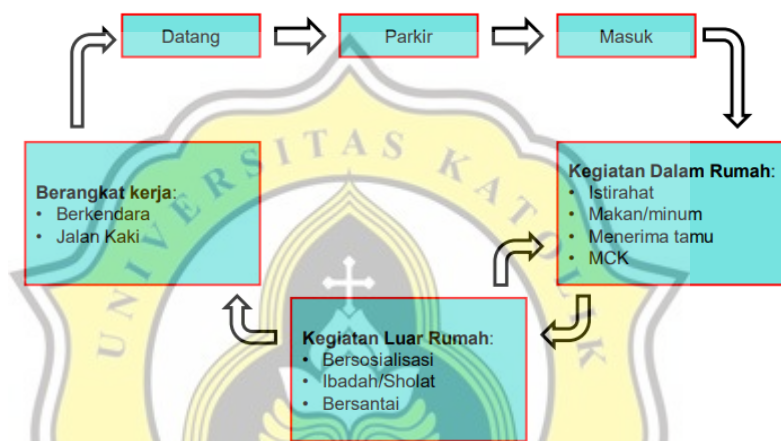 Datang
Parkir
Masuk
Berangkat kerja:
• Berkendara
• Jalan Kaki
Kegiatan Dalam Rumah:
• Istirahat
• Makan/minum
• Menerima tamu
• MCK
Kegiatan Luar Rumah:
• Bersosialisasi
• Ibadah/Sholat
• Bersantai
UNIVERSITAS KATOLIK